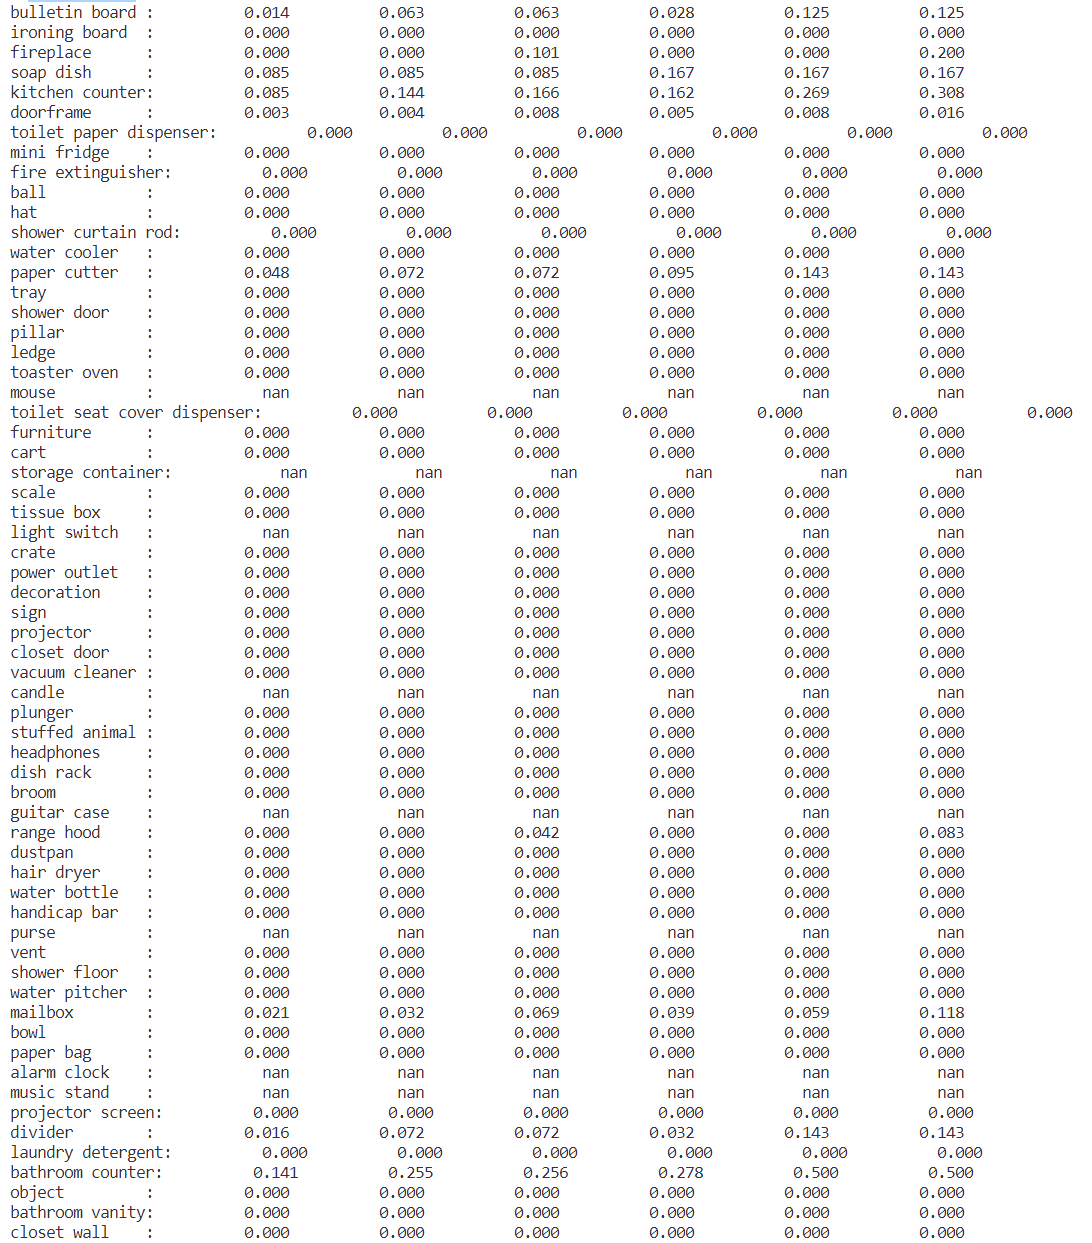 bulletin board : 0.014 0.063 0.063 0.028 0.125 0.125
ironing board : 0.000 0.000 0.000 0.000 0.000 0.000
fireplace : 0.000 0.000 0.101 0.000 0.000 0.200
soap dish : 0.085 0.085 0.085 0.167 0.167 0.167
kitchen counter: 0.085 0.144 0.166 0.162 0.269 0.308
doorframe : 0.003 0.004 0.008 0.005 0.008 0.016
toilet paper dispenser: 0.000 0.000 0.000 0.000 0.000 0.000
mini fridge : 0.000 0.000 0.000 0.000 0.000 0.000
fire extinguisher: 0.000 0.000 0.000 0.000 0.000 0.000
ball : 0.000 0.000 0.000 0.000 0.000 0.000
hat : 0.000 0.000 0.000 0.000 0.000 0.000
shower curtain rod: 0.000 0.000 0.000 0.000 0.000 0.000
water cooler : 0.000 0.000 0.000 0.000 0.000 0.000
paper cutter : 0.048 0.072 0.072 0.095 0.143 0.143
tray : 0.000 0.000 0.000 0.000 0.000 0.000
shower door : 0.000 0.000 0.000 0.000 0.000 0.000
pillar : 0.000 0.000 0.000 0.000 0.000 0.000
ledge : 0.000 0.000 0.000 0.000 0.000 0.000
toaster oven : 0.000 0.000 0.000 0.000 0.000 0.000
mouse : nan nan nan nan nan nan
toilet seat cover dispenser: 0.000 0.000 0.000 0.000 0.000 0.000
furniture : 0.000 0.000 0.000 0.000 0.000 0.000
cart : 0.000 0.000 0.000 0.000 0.000 0.000
storage container: nan nan nan nan nan nan
scale : 0.000 0.000 0.000 0.000 0.000 0.000
tissue box : 0.000 0.000 0.000 0.000 0.000 0.000
light switch : nan nan nan nan nan nan
crate : 0.000 0.000 0.000 0.000 0.000 0.000
power outlet : 0.000 0.000 0.000 0.000 0.000 0.000
decoration : 0.000 0.000 0.000 0.000 0.000 0.000
sign : 0.000 0.000 0.000 0.000 0.000 0.000
projector : 0.000 0.000 0.000 0.000 0.000 0.000
closet door : 0.000 0.000 0.000 0.000 0.000 0.000
vacuum cleaner : 0.000 0.000 0.000 0.000 0.000 0.000
candle : nan nan nan nan nan nan
plunger : 0.000 0.000 0.000 0.000 0.000 0.000
stuffed animal : 0.000 0.000 0.000 0.000 0.000 0.000
headphones : 0.000 0.000 0.000 0.000 0.000 0.000
dish rack : 0.000 0.000 0.000 0.000 0.000 0.000
broom : 0.000 0.000 0.000 0.000 0.000 0.000
guitar case : nan nan nan nan nan nan
range hood : 0.000 0.000 0.042 0.000 0.000 0.083
dustpan : 0.000 0.000 0.000 0.000 0.000 0.000
hair dryer : 0.000 0.000 0.000 0.000 0.000 0.000
water bottle : 0.000 0.000 0.000 0.000 0.000 0.000
handicap bar : 0.000 0.000 0.000 0.000 0.000 0.000
purse : nan nan nan nan nan nan
vent : 0.000 0.000 0.000 0.000 0.000 0.000
shower floor : 0.000 0.000 0.000 0.000 0.000 0.000
water pitcher : 0.000 0.000 0.000 0.000 0.000 0.000
mailbox : 0.021 0.032 0.069 0.039 0.059 0.118
bowl : 0.000 0.000 0.000 0.000 0.000 0.000
paper bag : 0.000 0.000 0.000 0.000 0.000 0.000
alarm clock : nan nan nan nan nan nan
music stand : nan nan nan nan nan nan
projector screen: 0.000 0.000 0.000 0.000 0.000 0.000
divider : 0.016 0.072 0.072 0.032 0.143 0.143
laundry detergent: 0.000 0.000 0.000 0.000 0.000 0.000
bathroom counter: 0.141 0.255 0.256 0.278 0.500 0.500
object : 0.000 0.000 0.000 0.000 0.000 0.000
bathroom vanity: 0.000 0.000 0.000 0.000 0.000 0.000
closet wall : 0.000 0.000 0.000 0.000 0.000 0.000